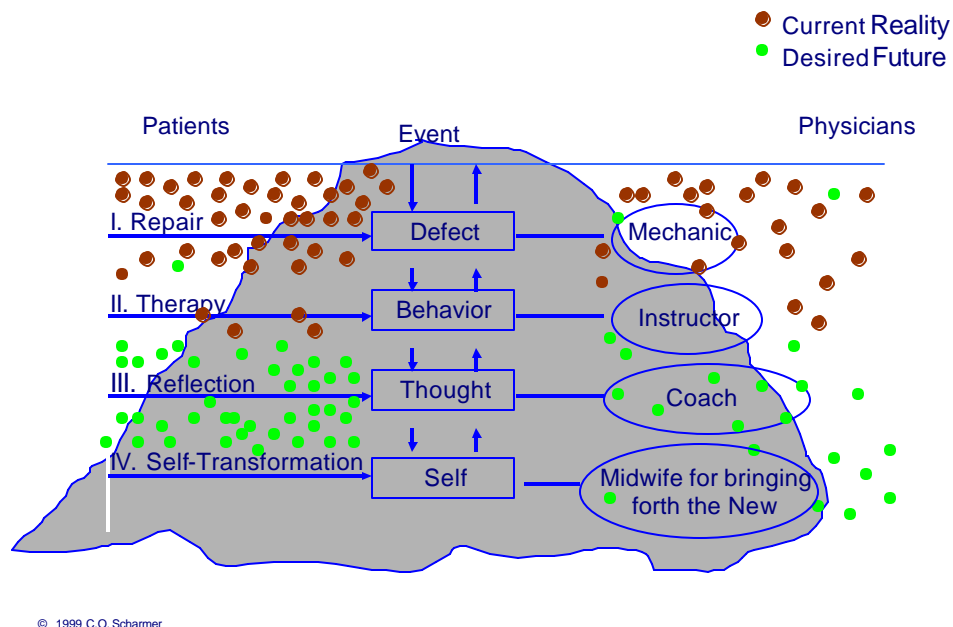 Current Reality
Desired Future
Patients
Event
Physicians
I. Repair
Defect
Mechanic
II. Therapy
Behavior
Instructor
III. Reflection
Thought
Coach
IV. Self-Transformation
Self
Midwife for bringing
forth the New
© 1999 C.O. Scharmer